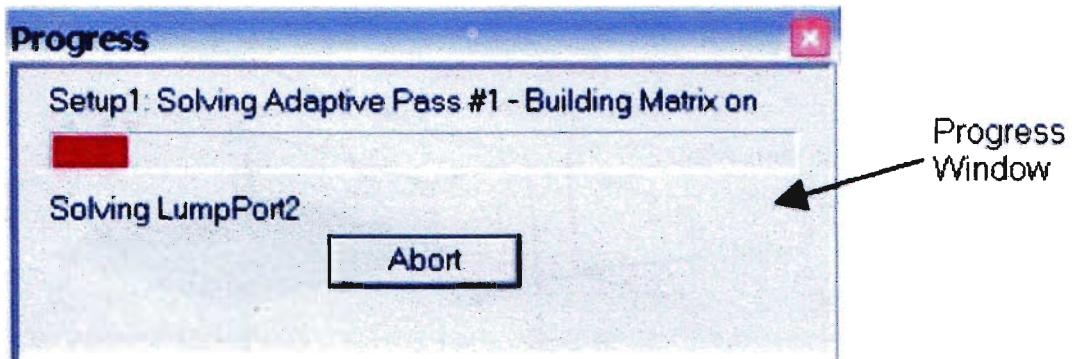 Progress
Setup1: Solving Adaptive Pass #1 - Building Matrix on
Solving LumpPort2
Abort
Progress
Window